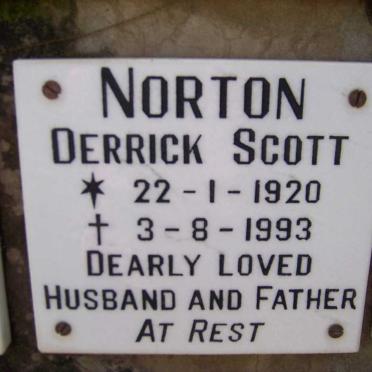 NORTON
DERRICK SCOTT
✶ 22-1-1920
† 3-8-1993
DEARLY LOVED
HUSBAND AND FATHER
AT REST